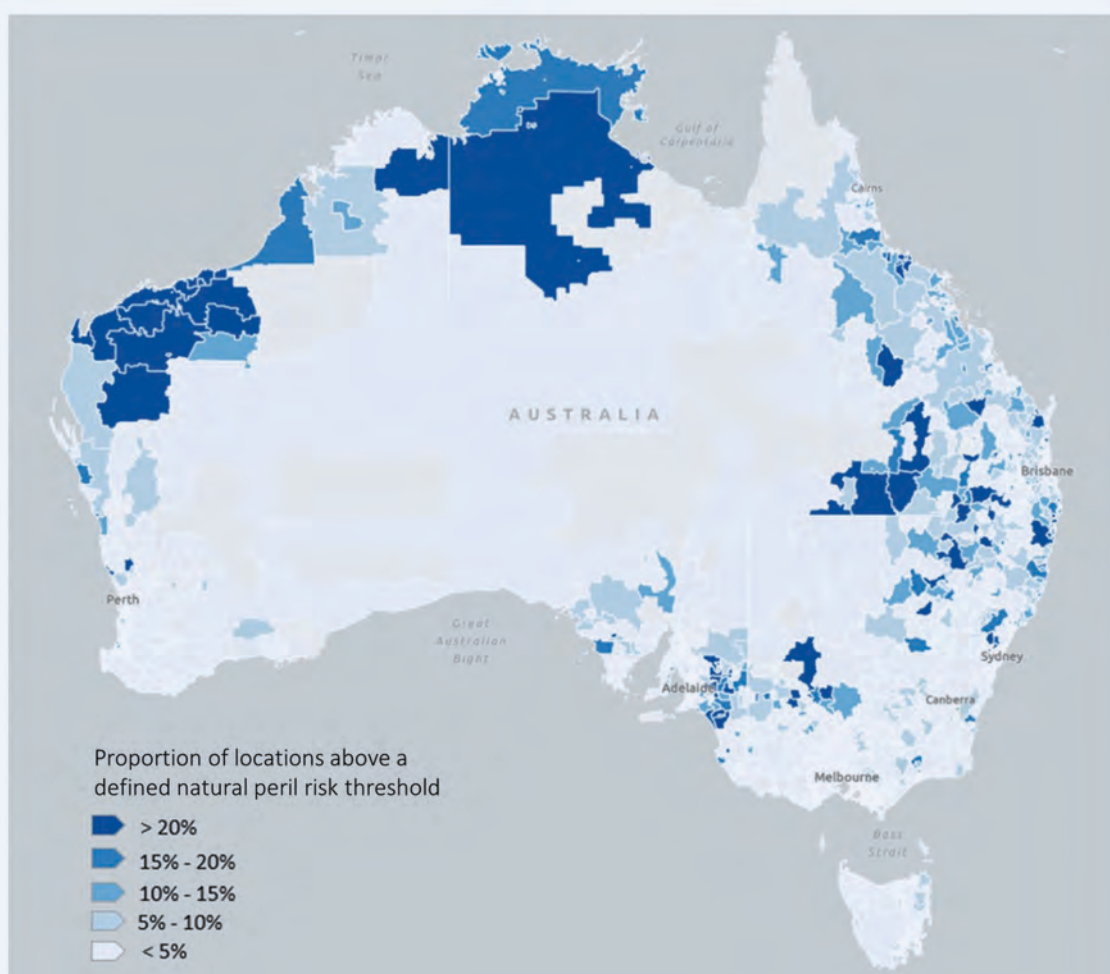 Timor
Sea
Gulf of
Carpentaria
Cairns
AUSTRALIA
Brisbane
Perth
Great
Australian
Bight
Sydney
Adelaide
Canberra
Melbourne
Bass
Strait
Proportion of locations above a
defined natural peril risk threshold
> 20%
15% - 20%
10% - 15%
5% - 10%
< 5%